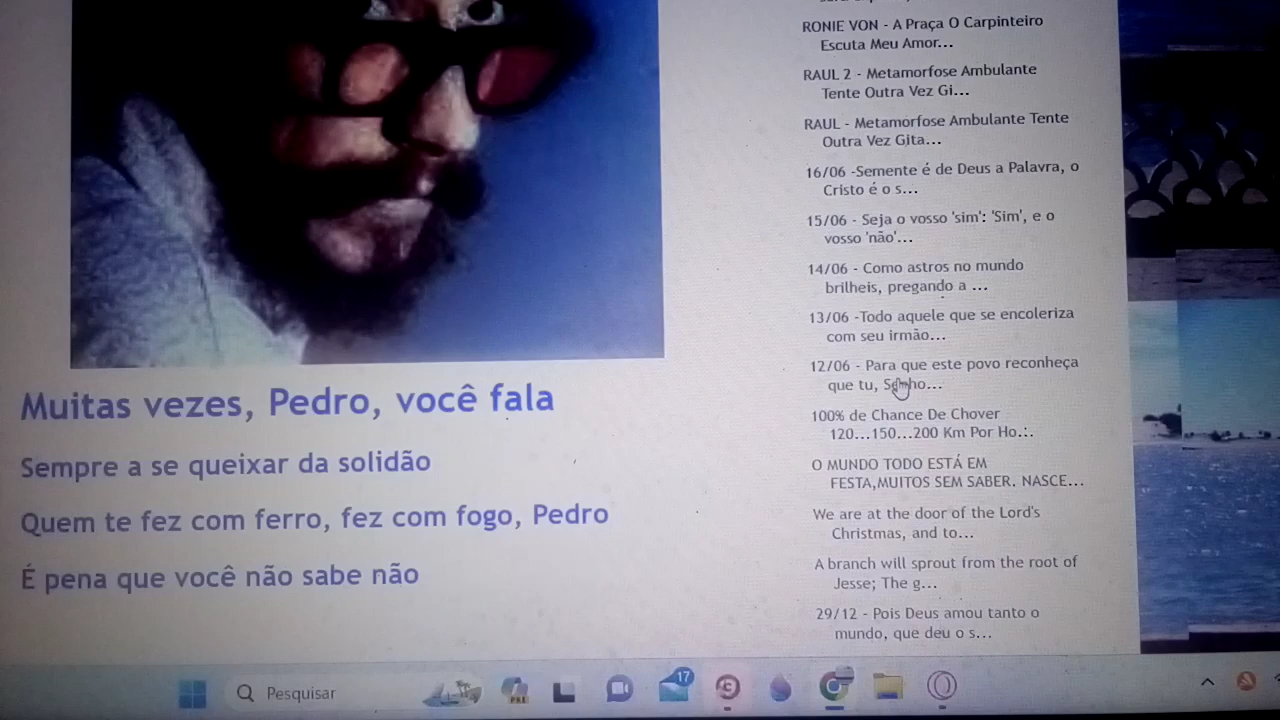 Muitas vezes, Pedro, você fala
Sempre a se queixar da solidão
Quem te fez com ferro, fez com fogo, Pedro
É pena que você não sabe não
RONIE VON - A Praça O Carpinteiro
Escuta Meu Amor...
RAUL 2 - Metamorfose Ambulante
Tente Outra Vez Gi...
RAUL - Metamorfose Ambulante Tente
Outra Vez Gita...
16/06 -Semente é de Deus a Palavra, o
Cristo é o s...
15/06 - Seja o vosso 'sim': 'Sim', e o
vosso 'não'...
14/06 - Como astros no mundo
brilheis, pregando a ...
13/06 -Todo aquele que se encoleriza
com seu irmão...
12/06 - Para que este povo reconheça
que tu,
100% de Chance De Chover
120...150...200 Km Por Ho.:.
O MUNDO TODO ESTÁ EM
FESTA,MUITOS SEM SABER. NASCE...
We are at the door of the Lord's
Christmas, and to...
A branch will sprout from the root of
Jesse; The g...
29/12 - Pois Deus amou tanto o
mundo, que deu o s...
Pesquisar
PRE
17